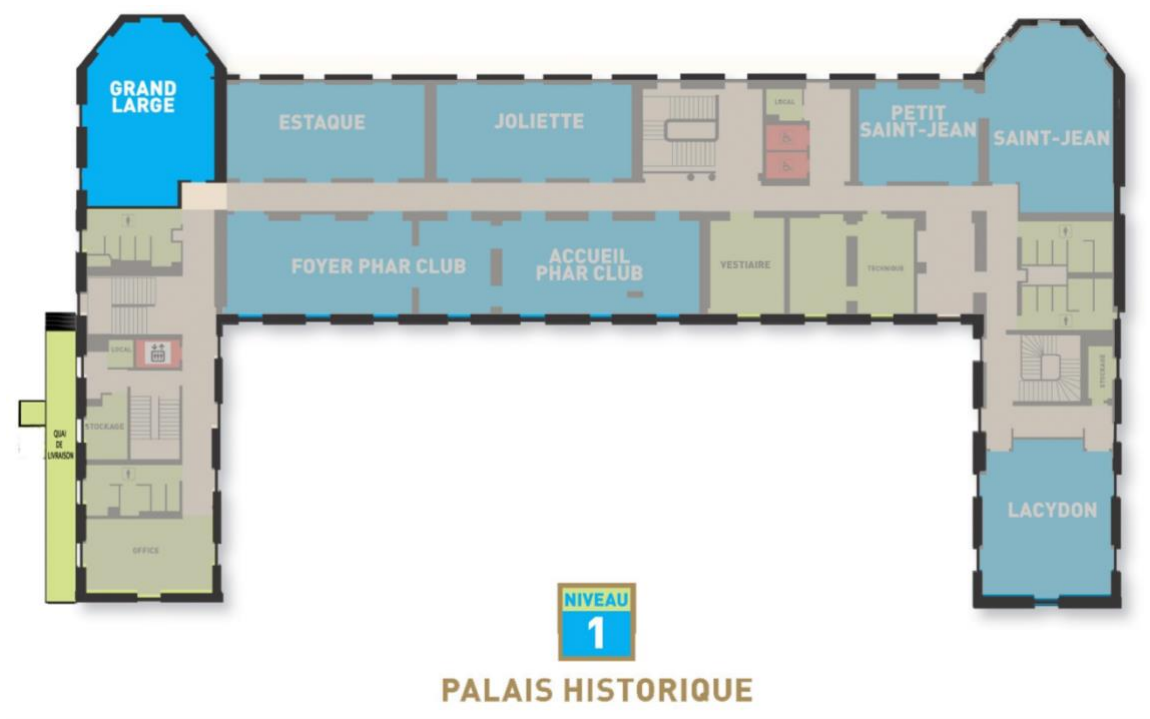 GRAND
LARGE
ESTAQUE
JOLIETTE
LOCAL
PETIT
SAINT-JEAN
SAINT-JEAN
FOYER PHAR CLUB
ACCUEIL
PHAR CLUB
VESTIAIRE
TECHNIQUE
LOCAL
STOCKAGE
STOCKAGE
QUAI
DE
LIVRAISON
LACYDON
OFFICE
NIVEAU
1
PALAIS HISTORIQUE